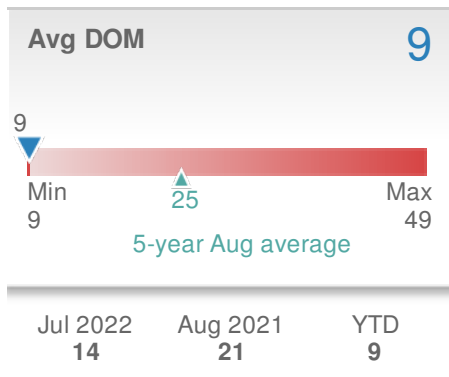 Avg DOM 9
9
Min 25 Max
9 49
5-year Aug average
Jul 2022 Aug 2021 YTD
14 21 9